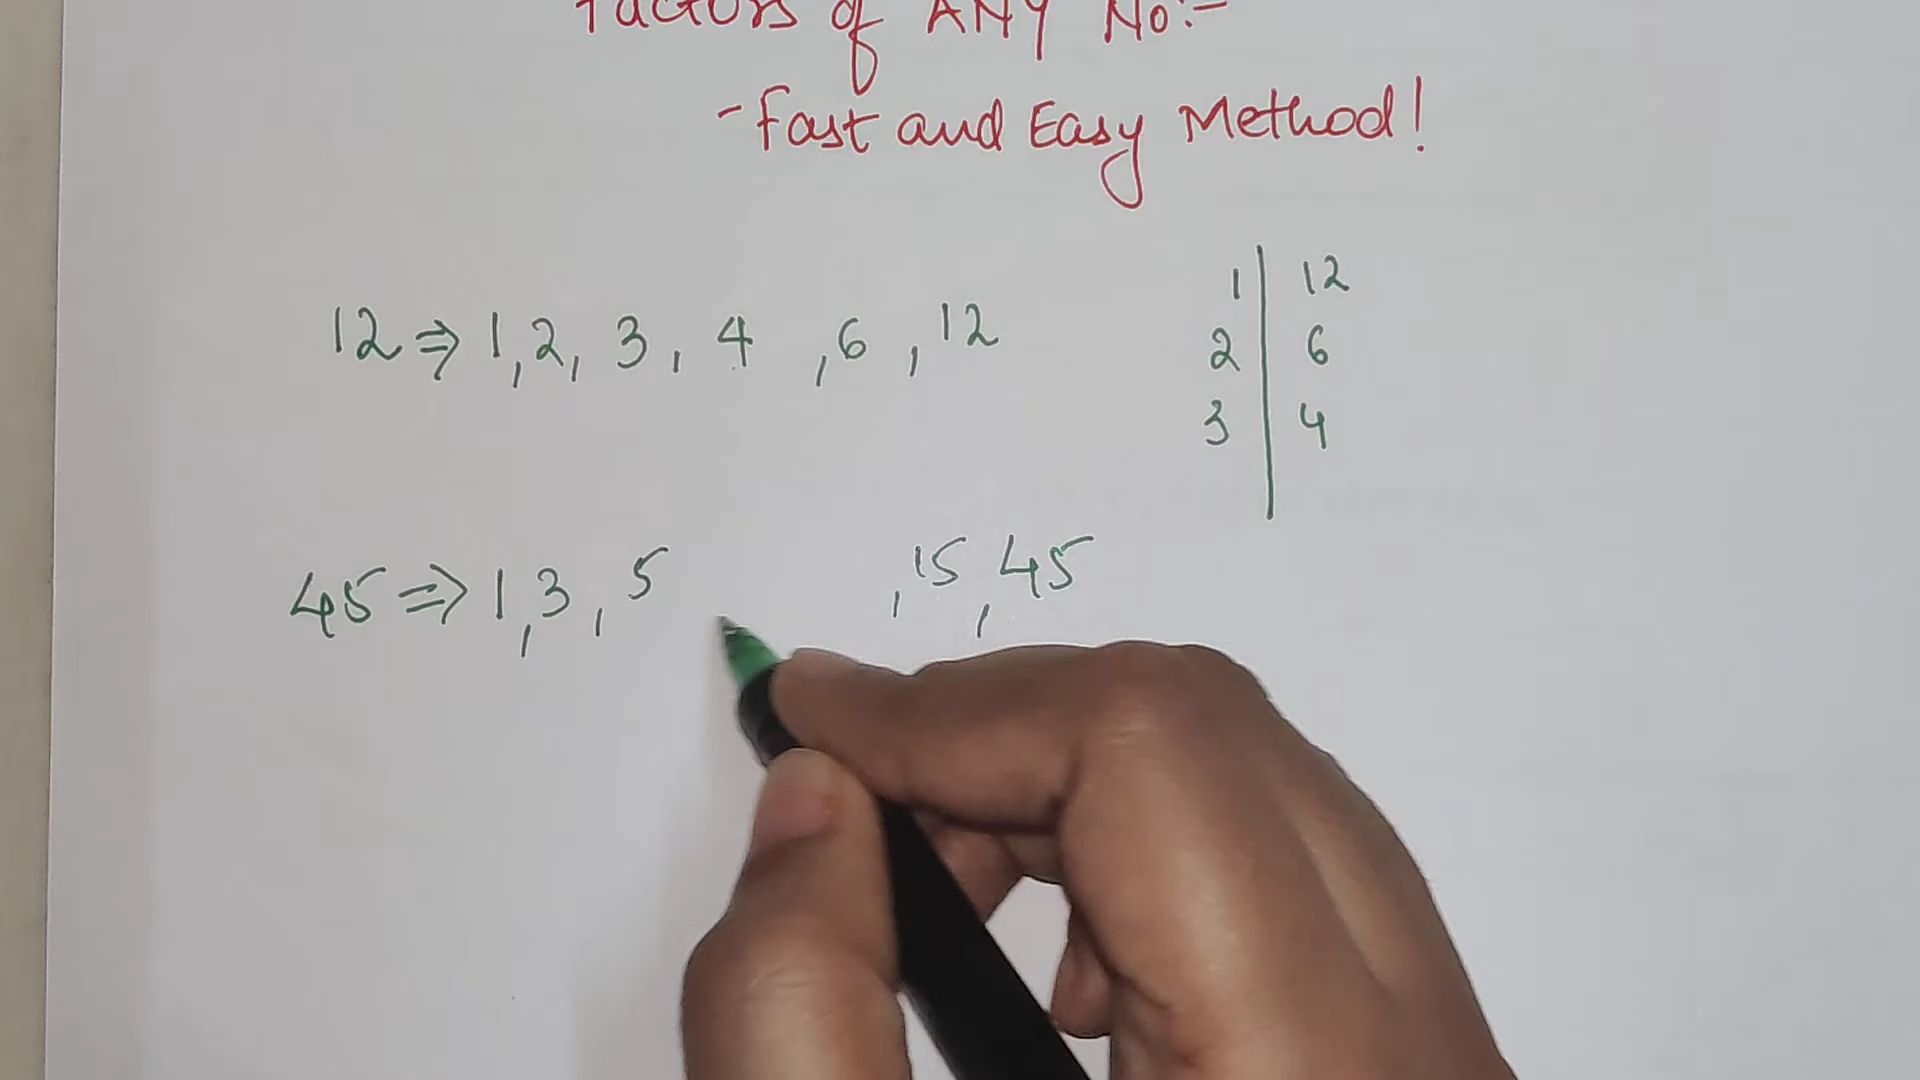 Factors of ANY No:-
- Fast and Easy Method!
12 ⇒ 1, 2, 3, 4 , 6 , 12
1 | 12
2 | 6
3 | 4
45 ⇒ 1, 3, 5 , 15, 45